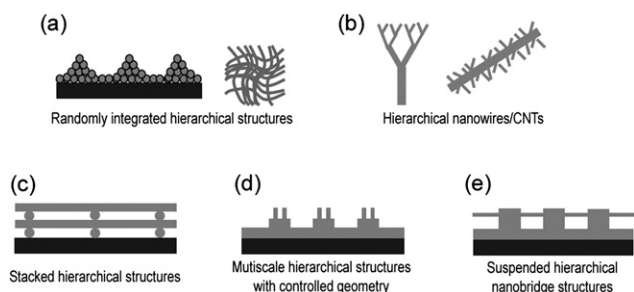 (a)
(b)
Randomly integrated hierarchical structures
Hierarchical nanowires/CNTs
(c)
(d)
(e)
Stacked hierarchical structures
Mutiscale hierarchical structures
with controlled geometry
Suspended hierarchical
nanobridge structures